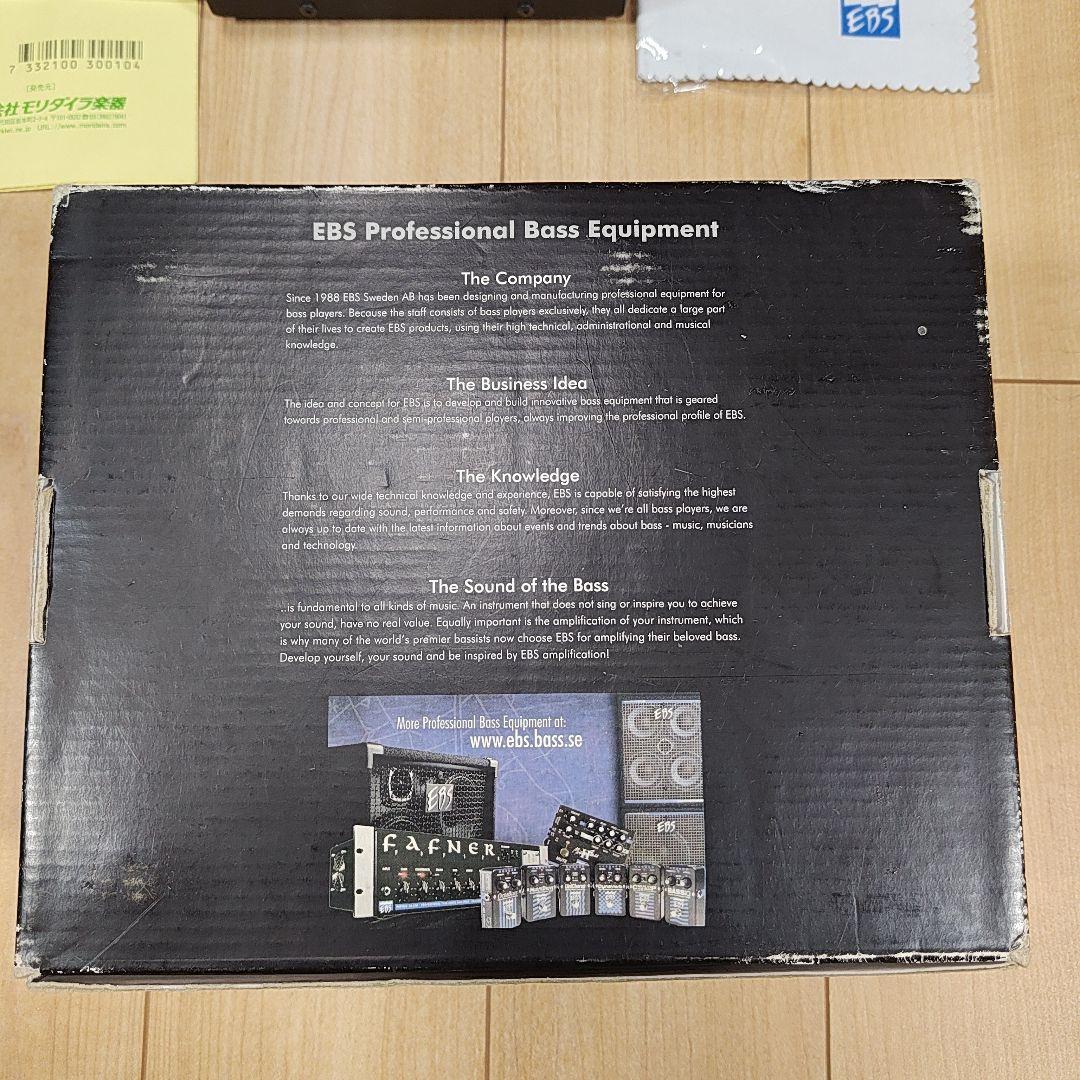 7 332100 300104
[発売元]
会社モリダイラ楽器
EBS
EBS Professional Bass Equipment
The Company
Since 1988 EBS Sweden AB has been designing and manufacturing professional equipment for
bass players. Because the staff consists of bass players exclusively, they all dedicate a large part
of their lives to create EBS products, using their high technical, administrational and musical
knowledge.
The Business Idea
The idea and concept for EBS is to develop and build innovative bass equipment that is geared
towards professional and semi-professional players, always improving the professional profile of EBS.
The Knowledge
Thanks to our wide technical knowledge and experience, EBS is capable of satisfying the highest
demands regarding sound, performance and safety. Moreover, since we're all bass players, we are
always up to date with the latest information about events and trends about bass - music, musicians
and technology.
The Sound of the Bass
..is fundamental to all kinds of music. An instrument that does not sing or inspire you to achieve
your sound, have no real value. Equally important is the amplification of your instrument, which
is why many of the world's premier bassists now choose EBS for amplifying their beloved bass.
Develop yourself, your sound and be inspired by EBS amplification!
More Professional Bass Equipment at:
www.ebs.bass.se
EBS
EBS
EBS
FAFNER
EBS